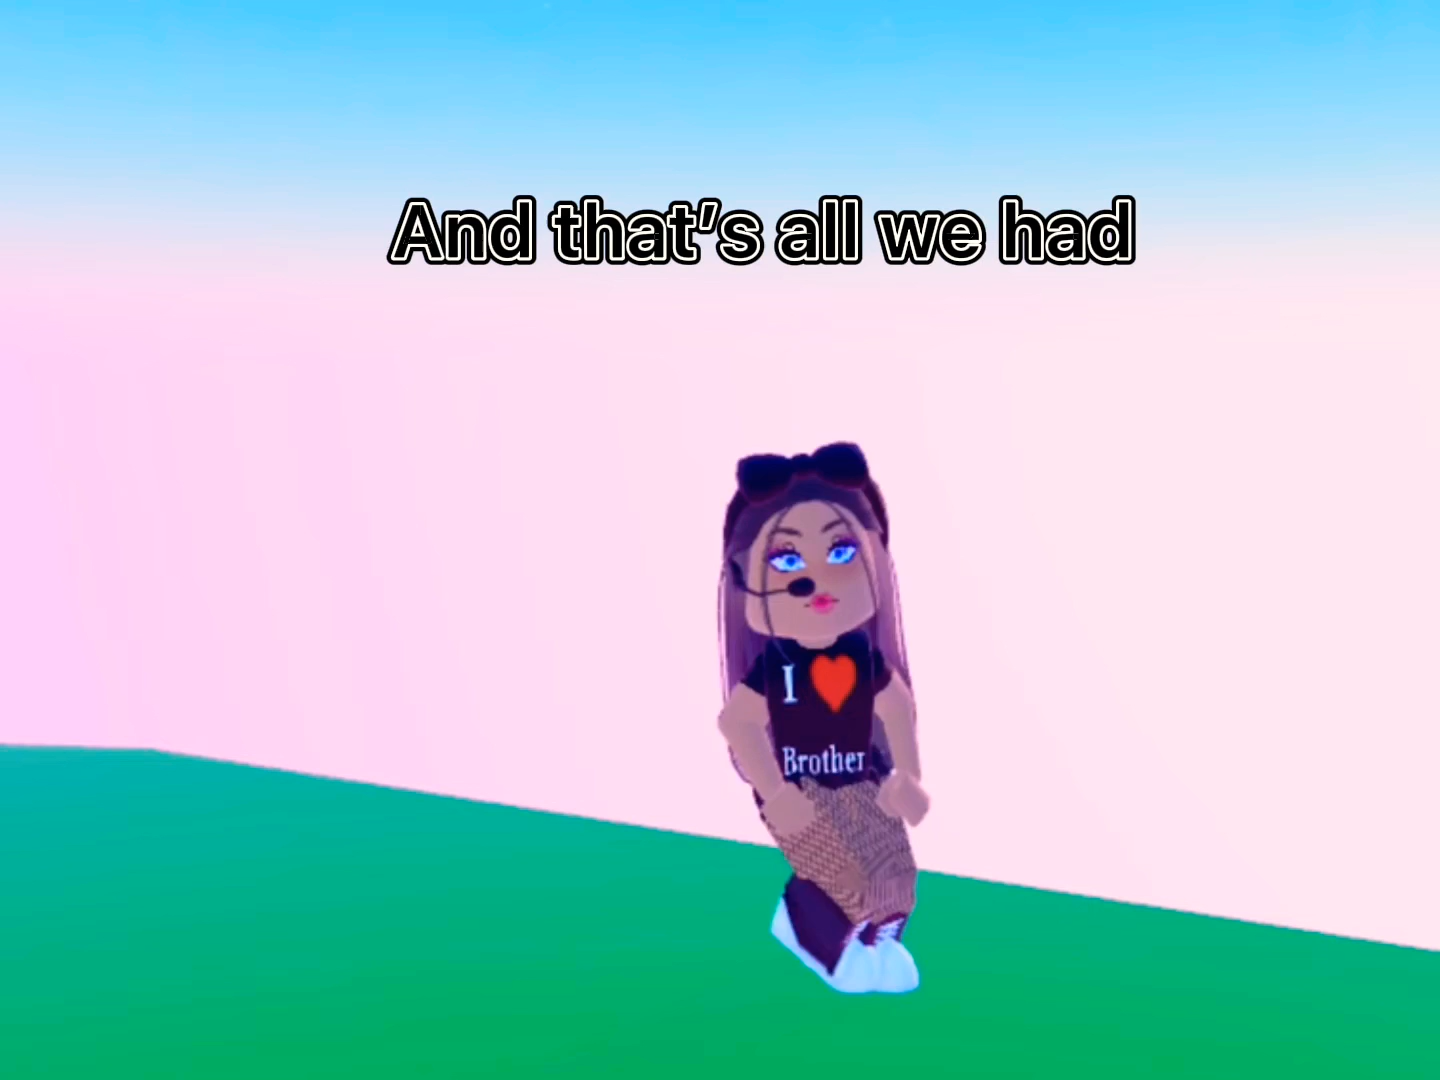 And that's all we had
I ❤️
Brother